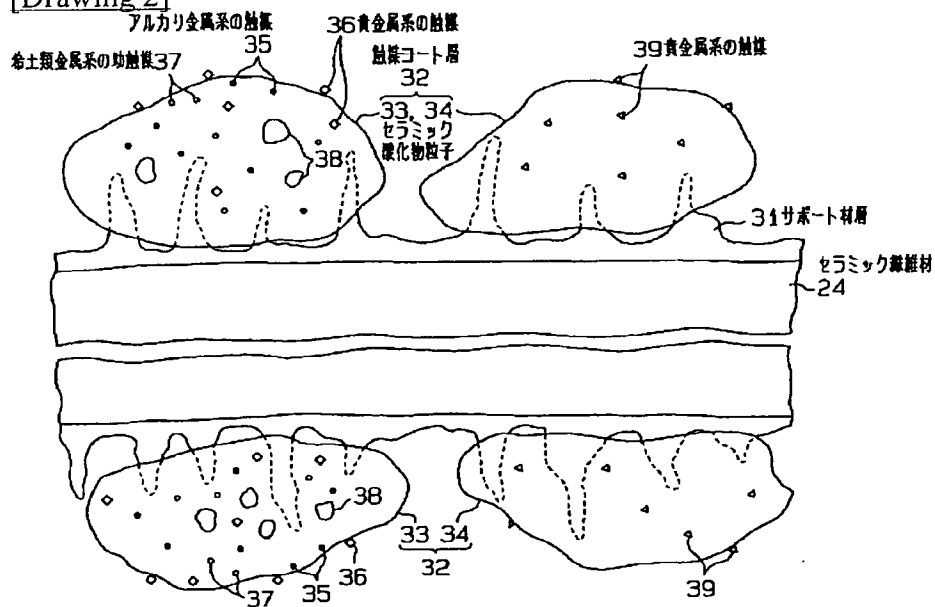 [Drawing 2]
アルカリ金属系の触媒
35
36貴金属系の触媒
希土類金属系の助触媒37
触媒コート層
32
33, 34
セラミック
酸化物粒子
38
39貴金属系の触媒
31サポート材層
セラミック繊維材
24
38
33 34
32
36
35
37
39